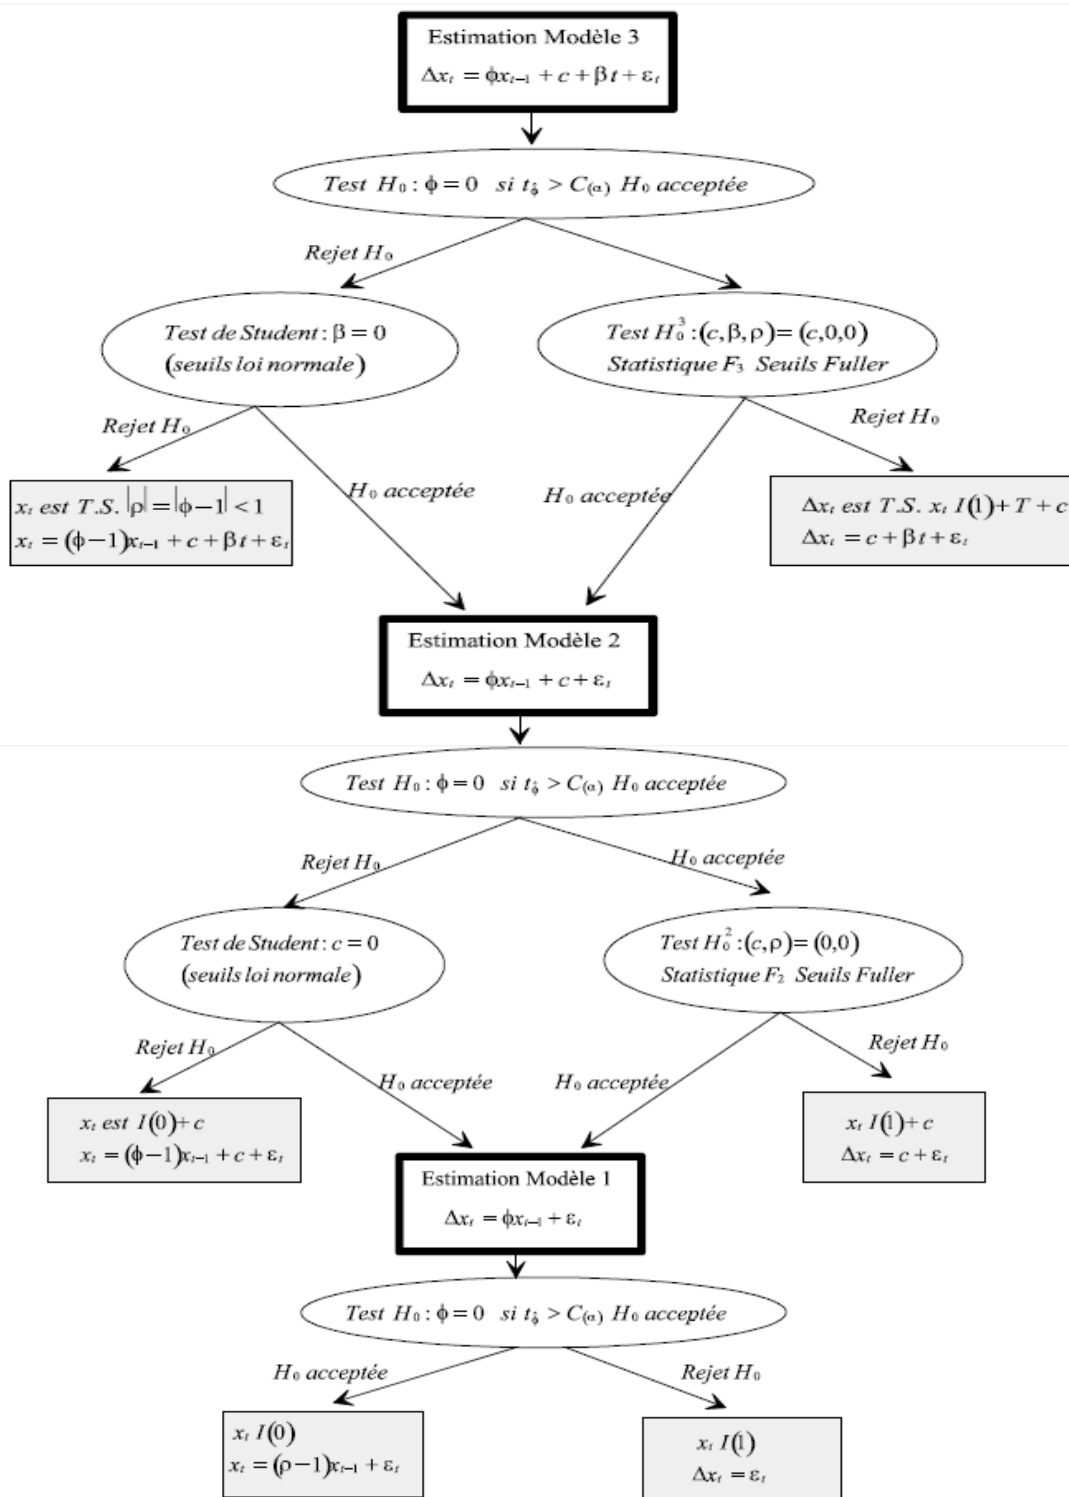 Estimation Modèle 3
Δxₜ = ϕxₜ₋₁ + c + βt + εₜ
Test H₀ : ϕ = 0 si t_ϕ̂ > C₍α₎ H₀ acceptée
Rejet H₀
Test de Student : β = 0
(seuils loi normale)
Test H₀³ : (c,β,ρ) = (c,0,0)
Statistique F₃ Seuils Fuller
Rejet H₀
Rejet H₀
H₀ acceptée
H₀ acceptée
xₜ est T.S. |ρ| = |ϕ−1| < 1
xₜ = (ϕ−1)xₜ₋₁ + c + βt + εₜ
Δxₜ est T.S. xₜ I(1) + T + c
Δxₜ = c + βt + εₜ
Estimation Modèle 2
Δxₜ = ϕxₜ₋₁ + c + εₜ
Test H₀ : ϕ = 0 si t_ϕ̂ > C₍α₎ H₀ acceptée
Rejet H₀
H₀ acceptée
Test de Student : c = 0
(seuils loi normale)
Test H₀² : (c,ρ) = (0,0)
Statistique F₂ Seuils Fuller
Rejet H₀
Rejet H₀
H₀ acceptée
H₀ acceptée
xₜ est I(0) + c
xₜ = (ϕ−1)xₜ₋₁ + c + εₜ
xₜ I(1) + c
Δxₜ = c + εₜ
Estimation Modèle 1
Δxₜ = ϕxₜ₋₁ + εₜ
Test H₀ : ϕ = 0 si t_ϕ̂ > C₍α₎ H₀ acceptée
H₀ acceptée
Rejet H₀
xₜ I(0)
xₜ = (ρ−1)xₜ₋₁ + εₜ
xₜ I(1)
Δxₜ = εₜ